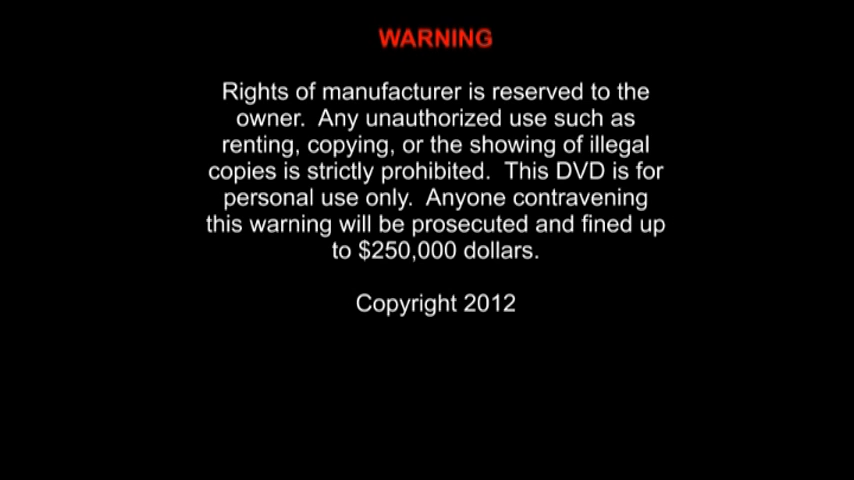 WARNING
Rights of manufacturer is reserved to the
owner.  Any unauthorized use such as
renting, copying, or the showing of illegal
copies is strictly prohibited.  This DVD is for
personal use only.  Anyone contravening
this warning will be prosecuted and fined up
to $250,000 dollars.
Copyright 2012